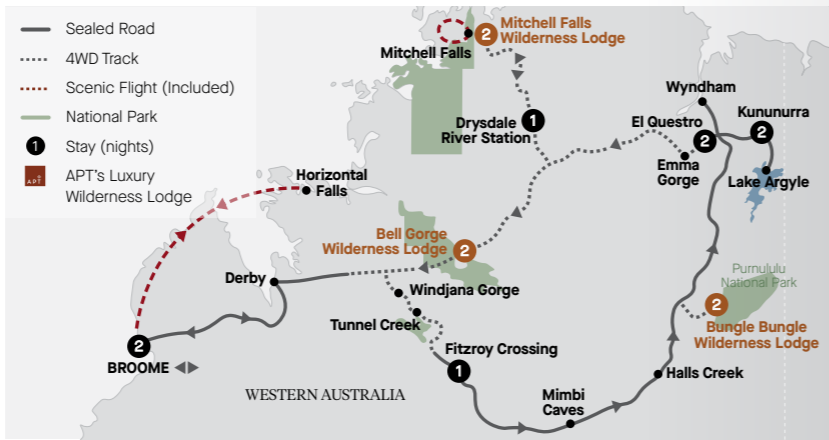 Sealed Road
4WD Track
Scenic Flight (Included)
National Park
1 Stay (nights)
APT
APT's Luxury
Wilderness Lodge
Mitchell Falls
2 Mitchell Falls
Wilderness Lodge
Drysdale
River Station
1
Wyndham
El Questro
2
Kununurra
2
Emma
Gorge
Lake Argyle
Horizontal
Falls
Bell Gorge
Wilderness Lodge
2
Derby
Windjana Gorge
Tunnel Creek
Purnululu
National Park
2
Bungle Bungle
Wilderness Lodge
2
BROOME
Fitzroy Crossing
1
WESTERN AUSTRALIA
Mimbi
Caves
Halls Creek